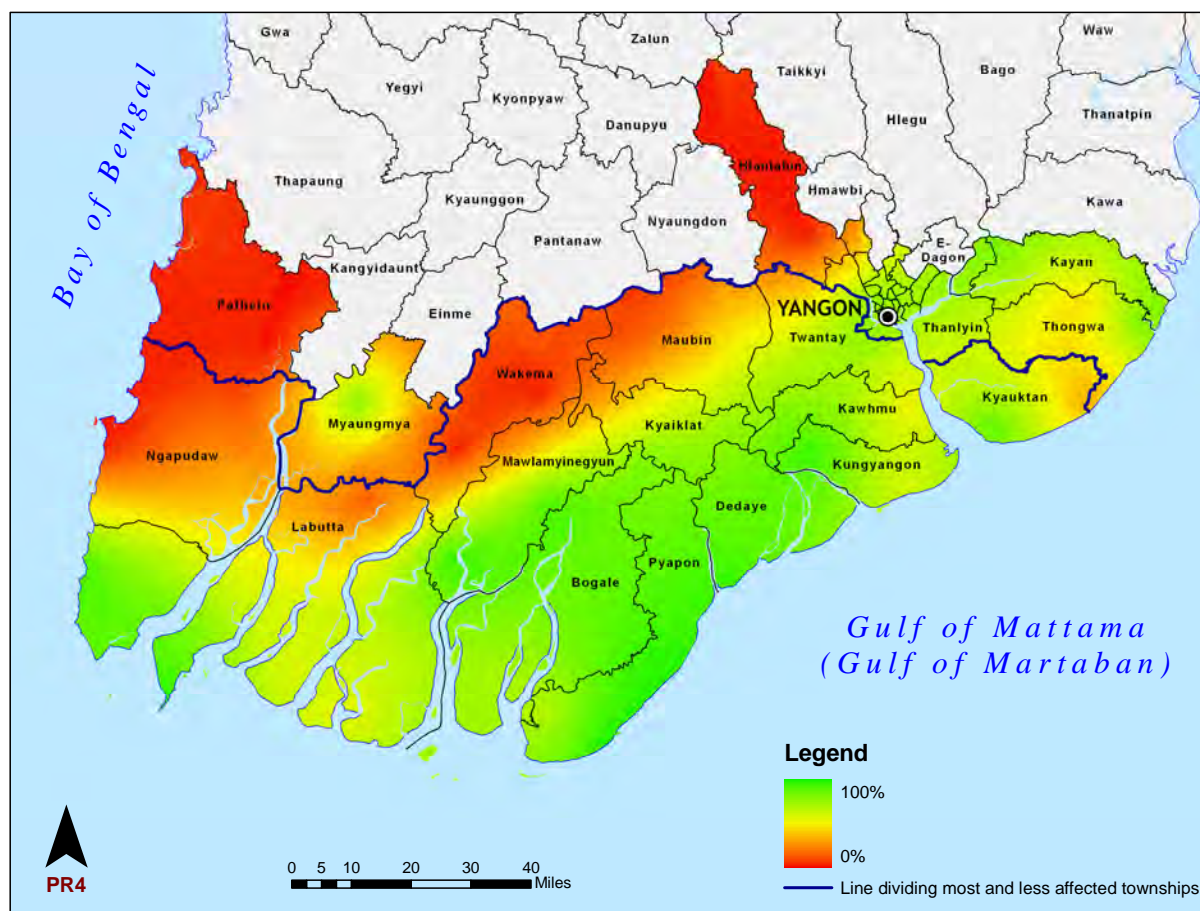 Gwa
Zalun
Waw
Taikkyi
Bago
Yegyi
Kyonpyaw
Thanatpin
Hlegu
Danupyu
Bay of Bengal
Hlaintalun
Thapaung
Hmawbi
Kyaunggon
Kawa
Nyaungdon
Pantanaw
E-
Dagon
Kangyidaunt
Kayan
Pathein
Einme
YANGON
Thanlyin
Thongwa
Maubin
Twantay
Wakema
Kyauktan
Kawhmu
Myaungmya
Kyaiklat
Ngapudaw
Mawlamyinegyun
Kungyangon
Dedaye
Labutta
Pyapon
Bogale
Gulf of Mattama
(Gulf of Martaban)
Legend
100%
0%
Line dividing most and less affected townships
PR4
0 5 10 20 30 40
Miles